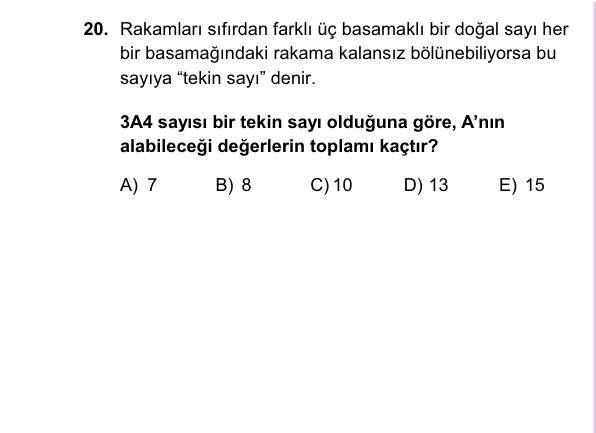 20. Rakamları sıfırdan farklı üç basamaklı bir doğal sayı her
bir basamağındaki rakama kalansız bölünebiliyorsa bu
sayıya “tekin sayı” denir.
3A4 sayısı bir tekin sayı olduğuna göre, A’nın
alabileceği değerlerin toplamı kaçtır?
A) 7 B) 8 C) 10 D) 13 E) 15